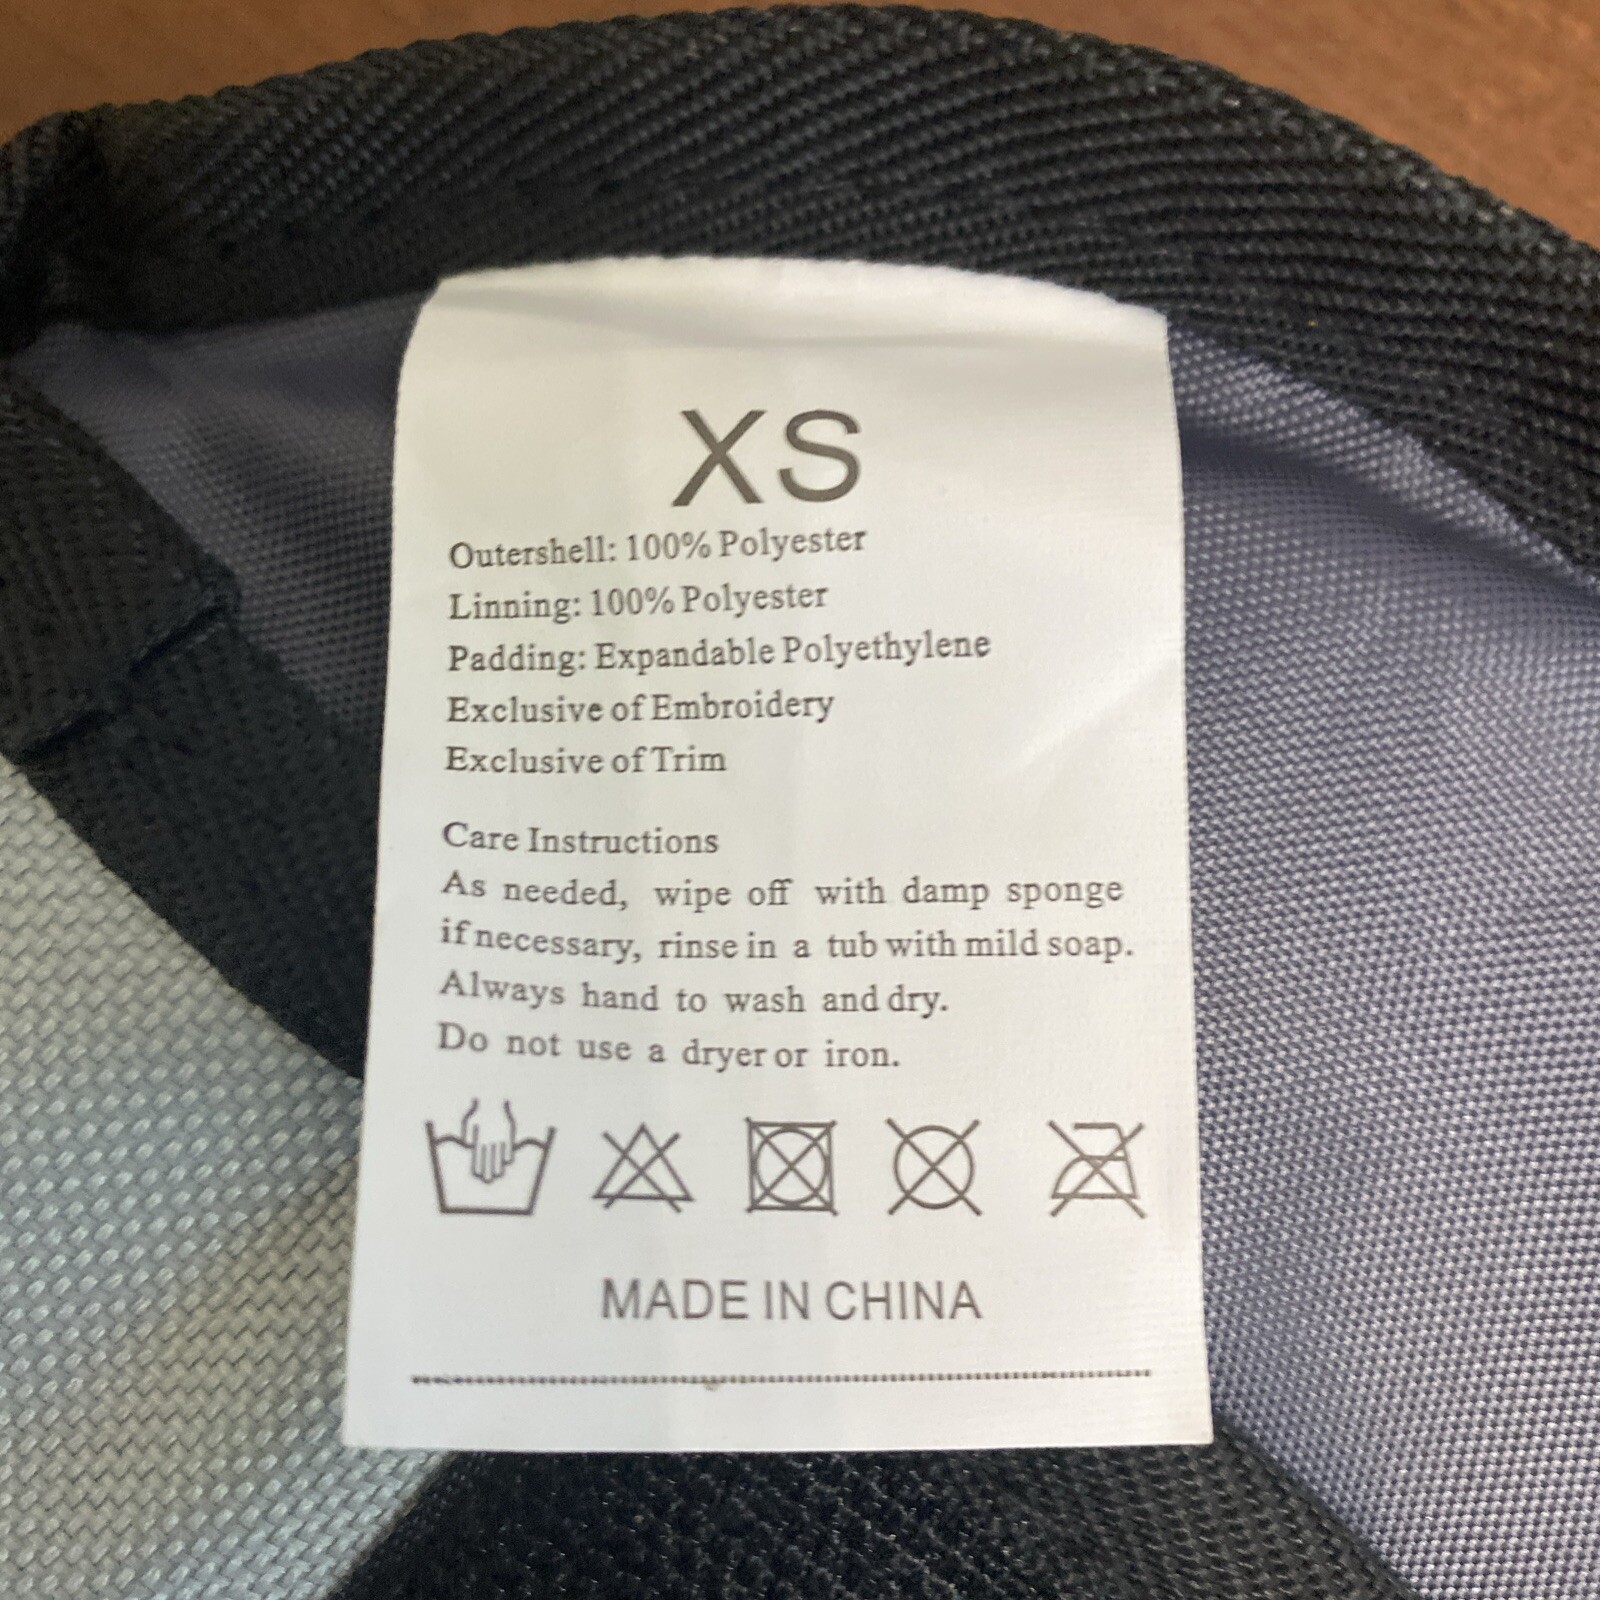 XS
Outershell: 100% Polyester
Linning: 100% Polyester
Padding: Expandable Polyethylene
Exclusive of Embroidery
Exclusive of Trim
Care Instructions
As needed, wipe off with damp sponge
if necessary, rinse in a tub with mild soap.
Always hand to wash and dry.
Do not use a dryer or iron.
MADE IN CHINA